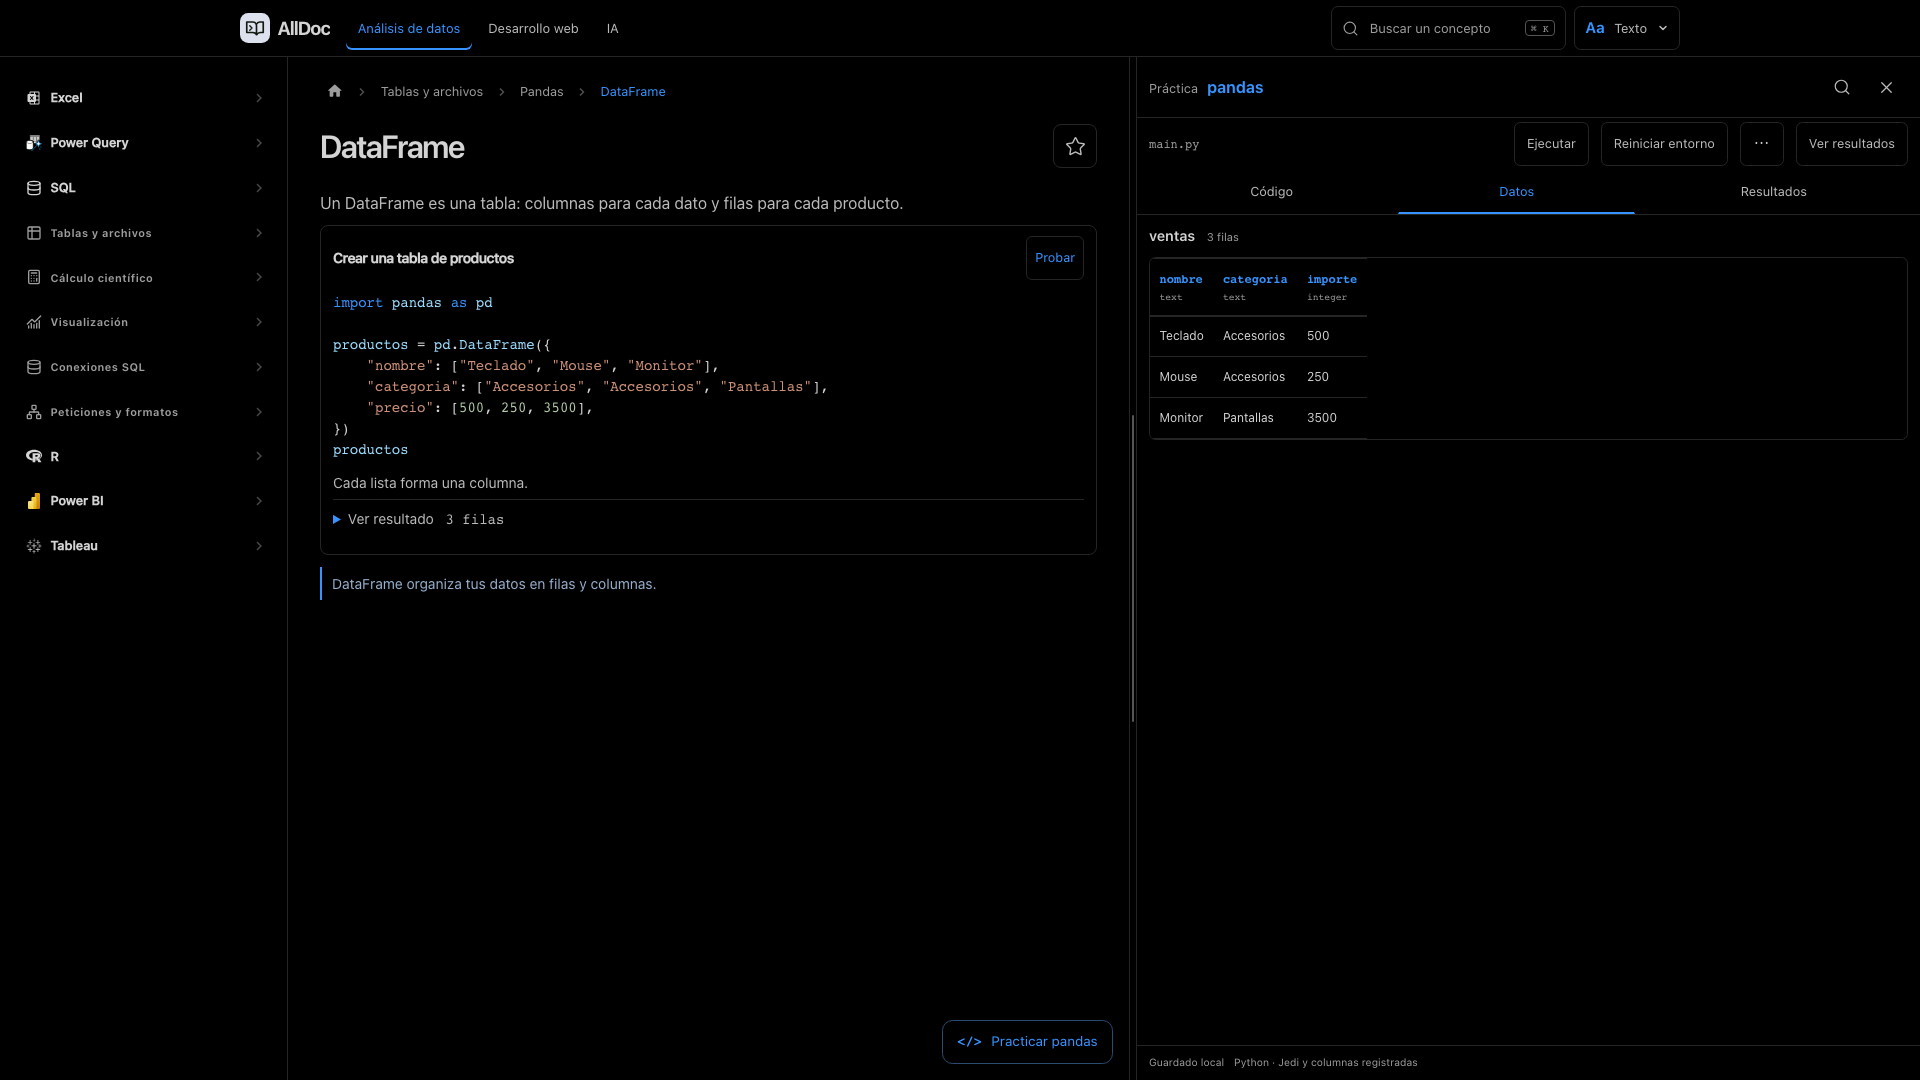 AllDoc
Análisis de datos
Desarrollo web
IA
Buscar un concepto
⌘ K
Aa Texto
Excel
Power Query
SQL
Tablas y archivos
Cálculo científico
Visualización
Conexiones SQL
Peticiones y formatos
R
Power BI
Tableau
Tablas y archivos > Pandas > DataFrame
DataFrame
Un DataFrame es una tabla: columnas para cada dato y filas para cada producto.
Crear una tabla de productos
Probar
import pandas as pd
productos = pd.DataFrame({
    "nombre": ["Teclado", "Mouse", "Monitor"],
    "categoria": ["Accesorios", "Accesorios", "Pantallas"],
    "precio": [500, 250, 3500],
})
productos
Cada lista forma una columna.
Ver resultado 3 filas
DataFrame organiza tus datos en filas y columnas.
</> Practicar pandas
Práctica pandas
main.py
Ejecutar
Reiniciar entorno
...
Ver resultados
Código
Datos
Resultados
ventas 3 filas
nombre categoria importe
text text integer
Teclado Accesorios 500
Mouse Accesorios 250
Monitor Pantallas 3500
Guardado local Python · Jedi y columnas registradas